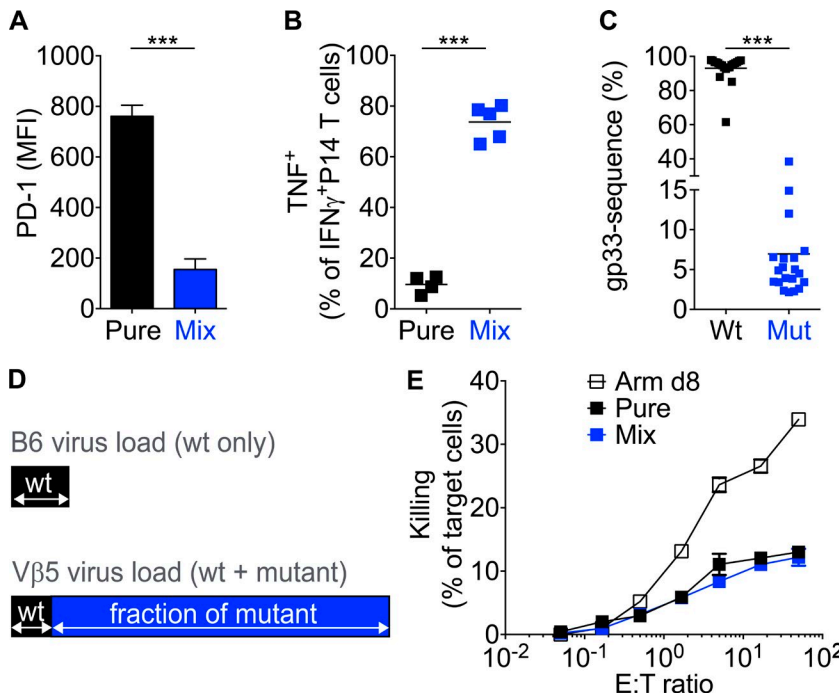 A
***
PD-1 (MFI)
1000
800
600
400
200
0
Pure
Mix
B
***
TNF⁺
(% of IFNγ⁺P14 T cells)
100
80
60
40
20
0
Pure
Mix
C
***
gp33-sequence (%)
100
80
60
40
20
15
10
5
0
Wt
Mut
D
B6 virus load (wt only)
wt
Vβ5 virus load (wt + mutant)
wt
fraction of mutant
E
Arm d8
Pure
Mix
Killing
(% of target cells)
40
30
20
10
0
10⁻²
10⁻¹
10⁰
10¹
10²
E:T ratio